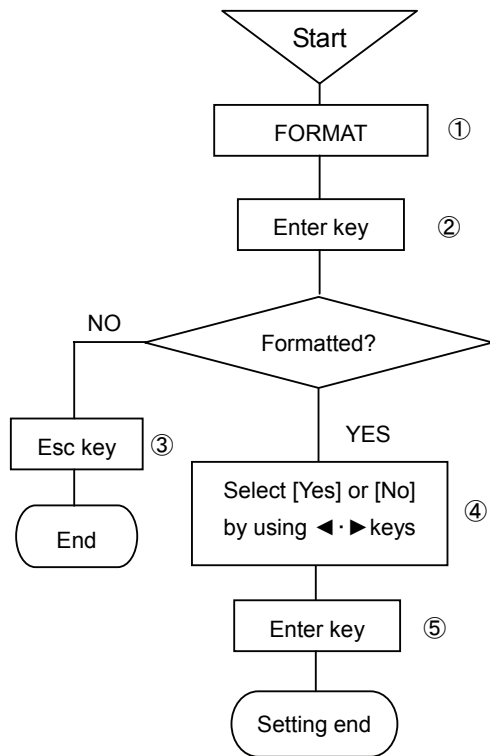 Start
FORMAT ①
Enter key ②
NO
Formatted?
YES
Esc key ③
End
Select [Yes] or [No]
by using ◄·►keys ④
Enter key ⑤
Setting end